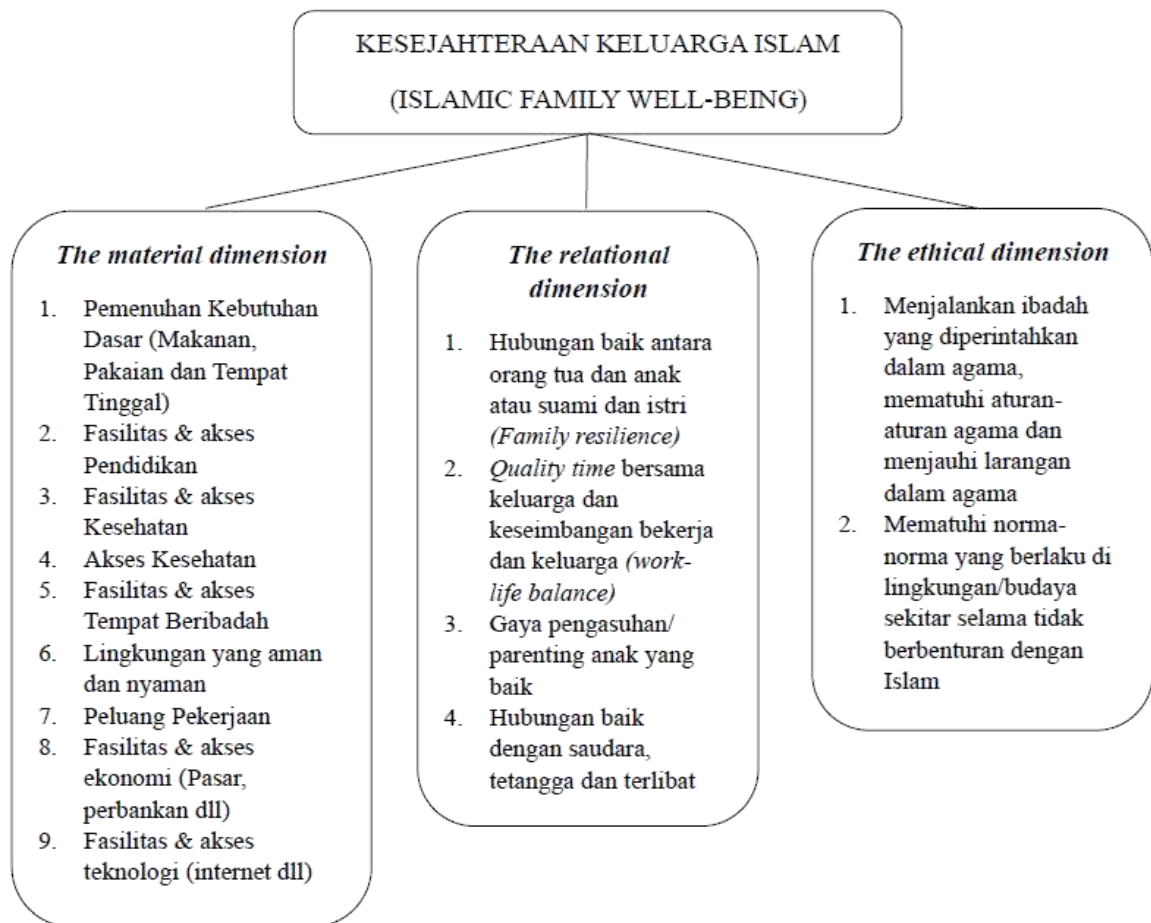 KESEJAHTERAAN KELUARGA ISLAM
(ISLAMIC FAMILY WELL-BEING)
The material dimension
1. Pemenuhan Kebutuhan
Dasar (Makanan,
Pakaian dan Tempat
Tinggal)
2. Fasilitas & akses
Pendidikan
3. Fasilitas & akses
Kesehatan
4. Akses Kesehatan
5. Fasilitas & akses
Tempat Beribadah
6. Lingkungan yang aman
dan nyaman
7. Peluang Pekerjaan
8. Fasilitas & akses
ekonomi (Pasar,
perbankan dll)
9. Fasilitas & akses
teknologi (internet dll)
The relational
dimension
1. Hubungan baik antara
orang tua dan anak
atau suami dan istri
(Family resilience)
2. Quality time bersama
keluarga dan
keseimbangan bekerja
dan keluarga (work-
life balance)
3. Gaya pengasuhan/
parenting anak yang
baik
4. Hubungan baik
dengan saudara,
tetangga dan terlibat
The ethical dimension
1. Menjalankan ibadah
yang diperintahkan
dalam agama,
mematuhi aturan-
aturan agama dan
menjauhi larangan
dalam agama
2. Mematuhi norma-
norma yang berlaku di
lingkungan/budaya
sekitar selama tidak
berbenturan dengan
Islam